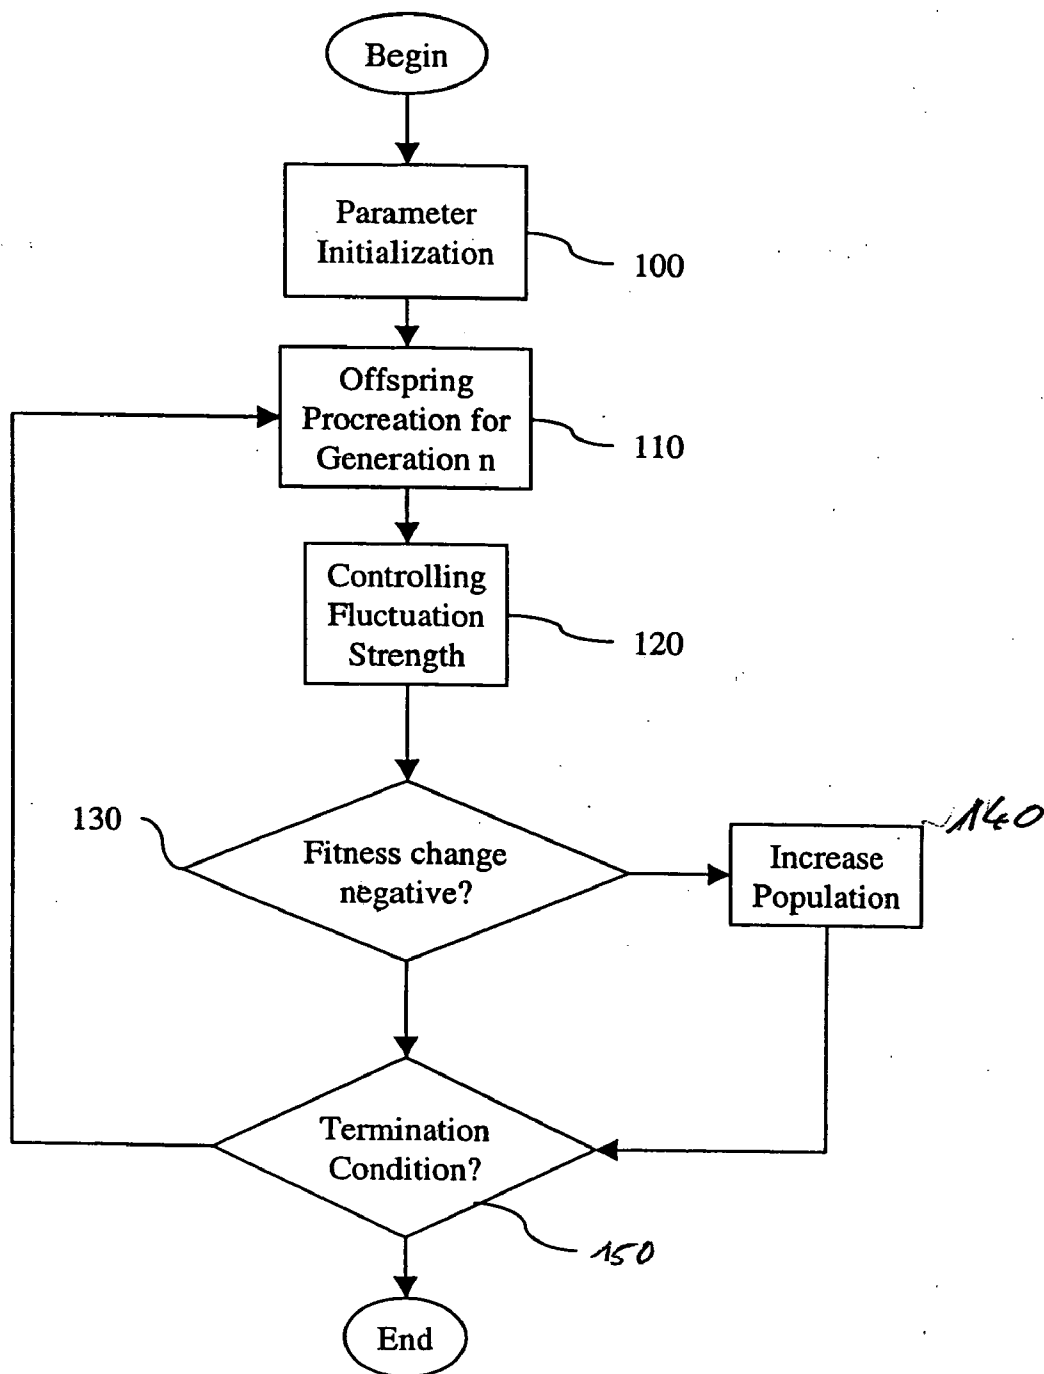 Begin
Parameter
Initialization
100
Offspring
Procreation for
Generation n
110
Controlling
Fluctuation
Strength
120
130
Fitness change
negative?
140
Increase
Population
Termination
Condition?
150
End